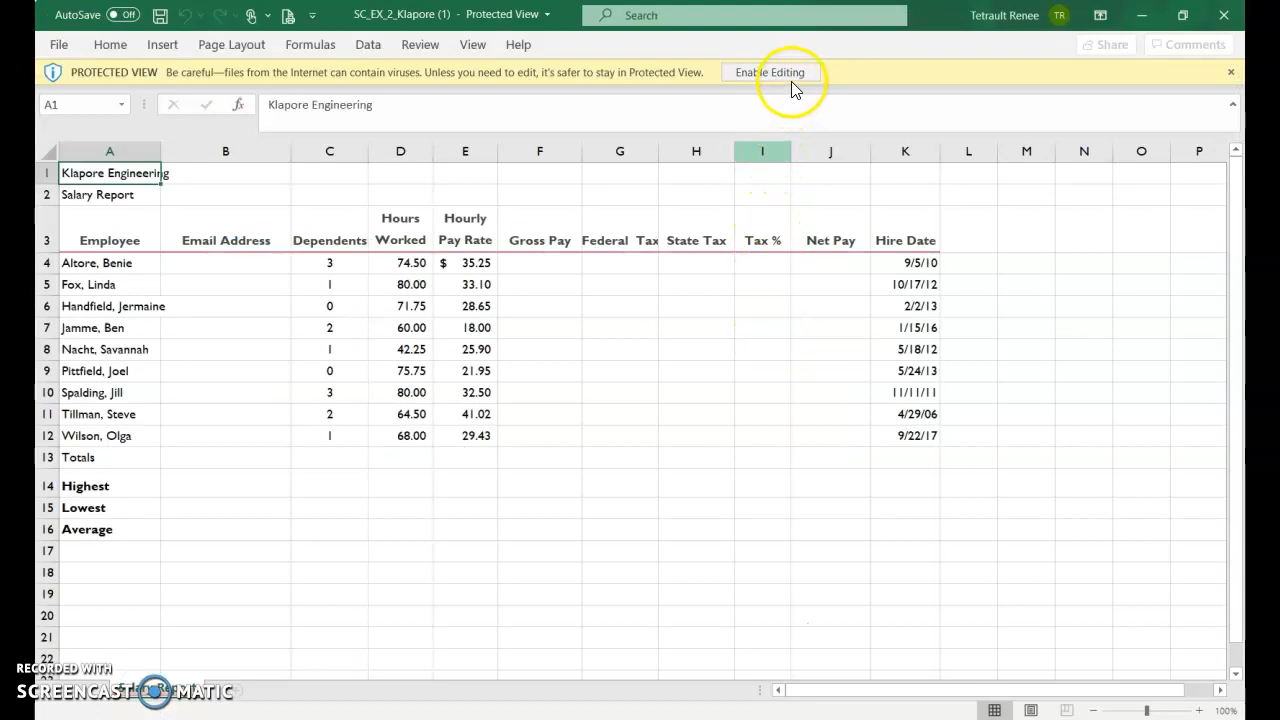 AutoSave Off SC_EX_2_Klapore (1) - Protected View Search Tetrault Renee TR
File Home Insert Page Layout Formulas Data Review View Help Share Comments
PROTECTED VIEW Be careful—files from the Internet can contain viruses. Unless you need to edit, it's safer to stay in Protected View. Enable Editing
A1 fx Klapore Engineering
A B C D E F G H I J K L M N O P
1 Klapore Engineering
2 Salary Report
Hours Hourly
3 Employee Email Address Dependents Worked Pay Rate Gross Pay Federal Tax State Tax Tax % Net Pay Hire Date
4 Altore, Benie 3 74.50 $ 35.25 9/5/10
5 Fox, Linda 1 80.00 33.10 10/17/12
6 Handfield, Jermaine 0 71.75 28.65 2/2/13
7 Jamme, Ben 2 60.00 18.00 1/15/16
8 Nacht, Savannah 1 42.25 25.90 5/18/12
9 Pittfield, Joel 0 75.75 21.95 5/24/13
10 Spalding, Jill 3 80.00 32.50 11/11/11
11 Tillman, Steve 2 64.50 41.02 4/29/06
12 Wilson, Olga 1 68.00 29.43 9/22/17
13 Totals
14 Highest
15 Lowest
16 Average
17
18
19
20
21
22
RECORDED WITH
SCREENCAST MATIC
100%